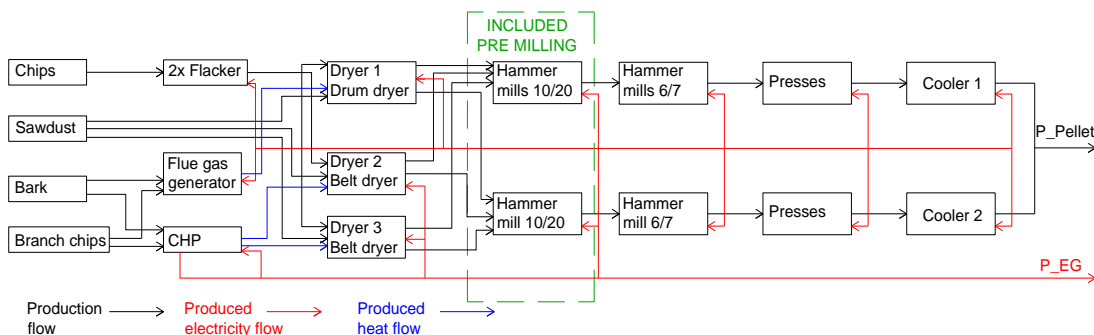 INCLUDED
PRE MILLING
Chips
2x Flacker
Dryer 1
Drum dryer
Hammer
mills 10/20
Hammer
mills 6/7
Presses
Cooler 1
Sawdust
P_Pellet
Flue gas
generator
Dryer 2
Belt dryer
Bark
Hammer
mill 10/20
Hammer
mill 6/7
Presses
Cooler 2
Branch chips
CHP
Dryer 3
Belt dryer
P_EG
Production
flow
Produced
electricity flow
Produced
heat flow